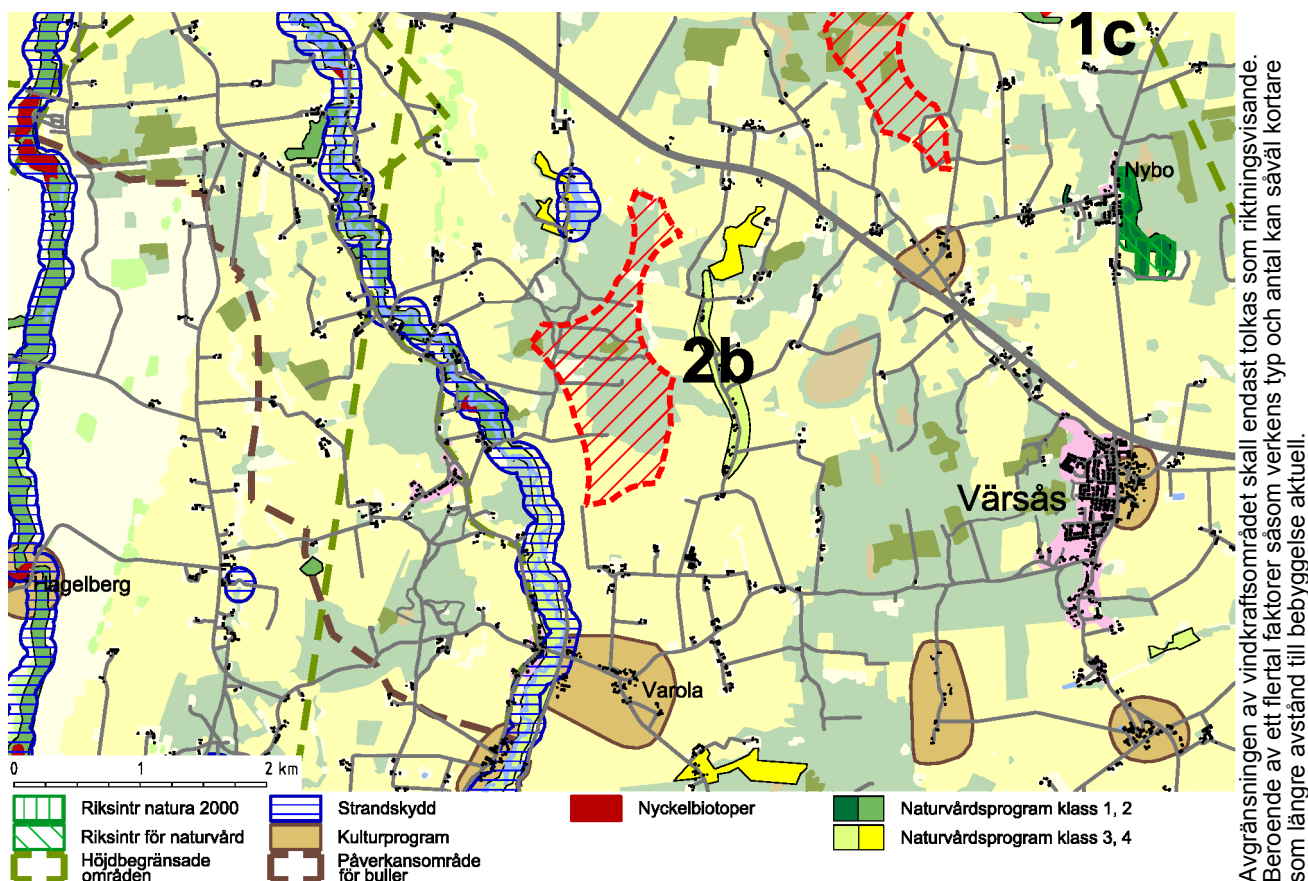 1c
Nybo
2b
Värsås
Hagelberg
Varola
0 1 2 km
Riksintr natura 2000
Riksintr för naturvård
Höjdbegränsade
områden
Strandskydd
Kulturprogram
Påverkansområde
för buller
Nyckelbiotoper
Naturvårdsprogram klass 1, 2
Naturvårdsprogram klass 3, 4
Avgränsningen av vindkraftsområdet skall endast tolkas som riktningsvisande.
Beroende av ett flertal faktorer såsom verkens typ och antal kan såväl kortare
som längre avstånd till bebyggelse aktuell.